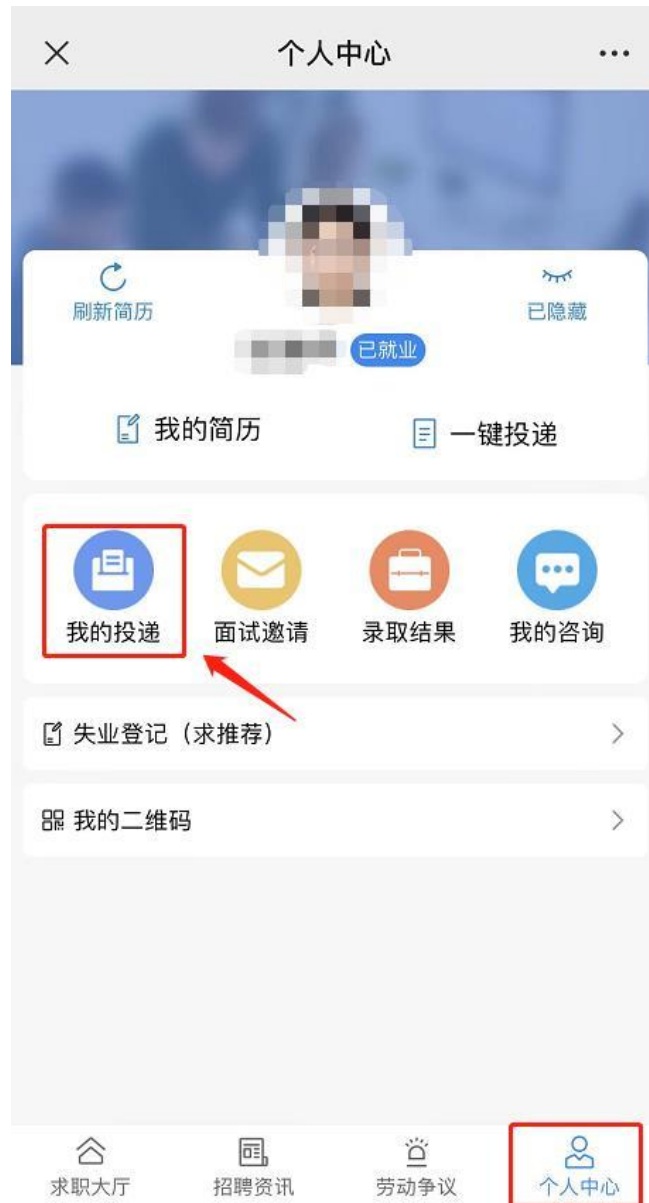 个人中心
刷新简历
已隐藏
已就业
我的简历
一键投递
我的投递
面试邀请
录取结果
我的咨询
失业登记（求推荐）
我的二维码
求职大厅
招聘资讯
劳动争议
个人中心